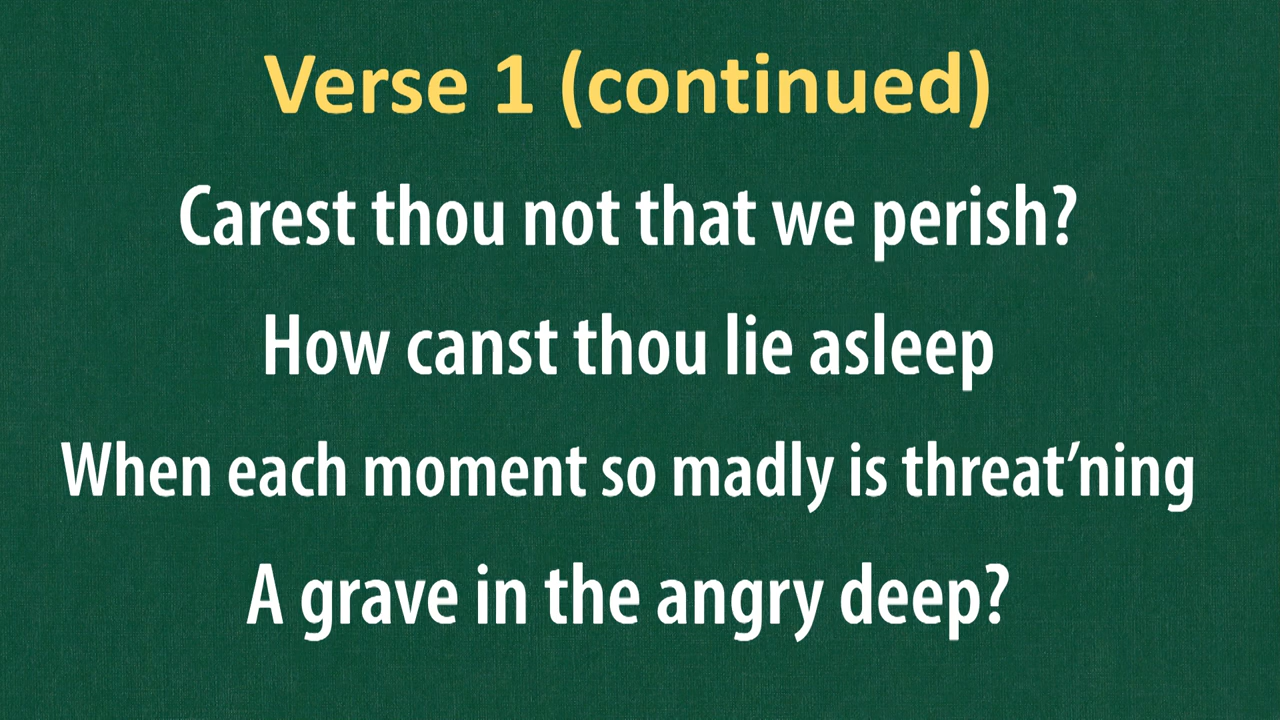 Verse 1 (continued)
Carest thou not that we perish?
How canst thou lie asleep
When each moment so madly is threat’ning
A grave in the angry deep?